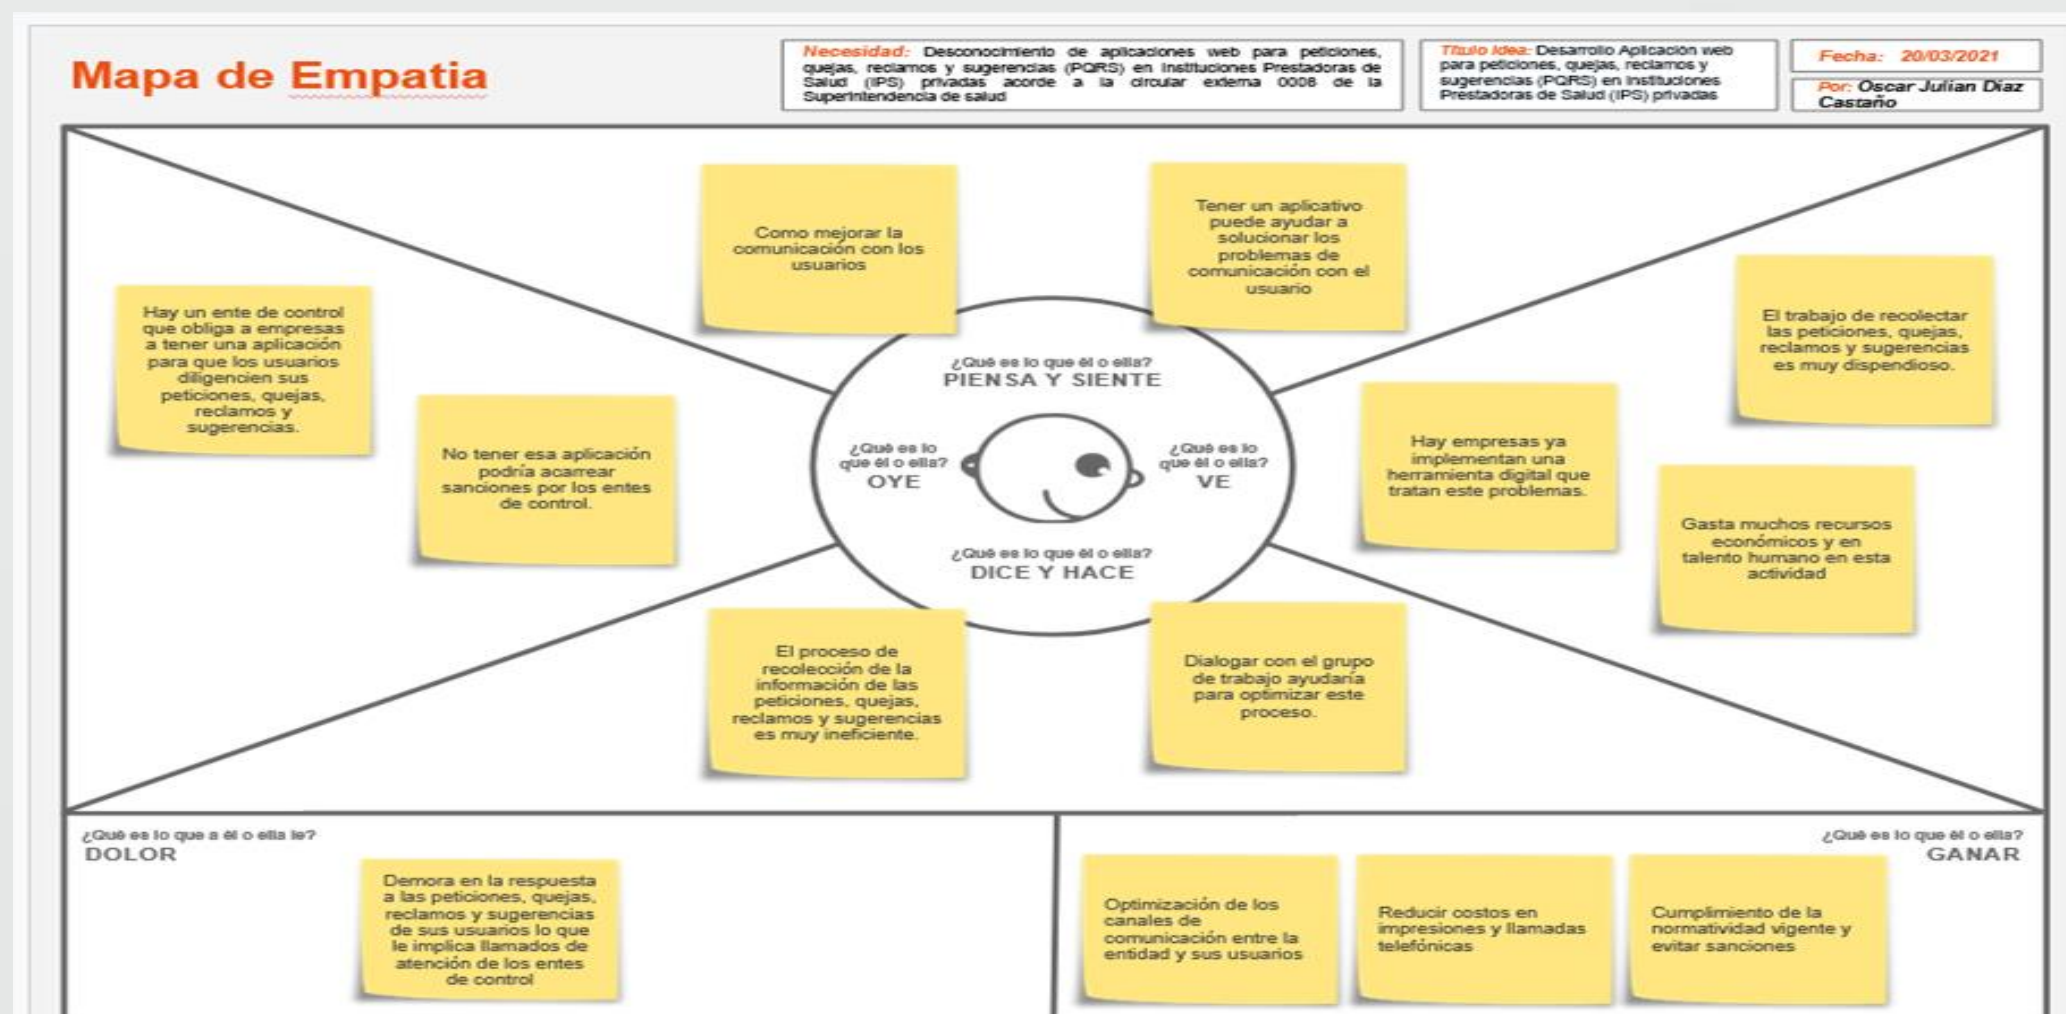 Mapa de Empatia
Necesidad: Desconocimiento de aplicaciones web para peticiones,
quejas, reclamos y sugerencias (PQRS) en Instituciones Prestadoras de
Salud (IPS) privadas acorde a la circular externa 0008 de la
Superintendencia de salud
Título Idea: Desarrollo Aplicación web
para peticiones, quejas, reclamos y
sugerencias (PQRS) en Instituciones
Prestadoras de Salud (IPS) privadas
Fecha: 20/03/2021
Por: Oscar Julian Díaz
Castaño
Como mejorar la
comunicación con los
usuarios
Tener un aplicativo
puede ayudar a
solucionar los
problemas de
comunicación con el
usuario
Hay un ente de control
que obliga a empresas
a tener una aplicación
para que los usuarios
diligencien sus
peticiones, quejas,
reclamos y
sugerencias.
No tener esa aplicación
podría acarrear
sanciones por los entes
de control.
¿Qué es lo que él o ella?
PIENSA Y SIENTE
¿Qué es lo
que él o ella?
OYE
¿Qué es lo
que él o ella?
VE
¿Qué es lo que él o ella?
DICE Y HACE
El trabajo de recolectar
las peticiones, quejas,
reclamos y sugerencias
es muy dispendioso.
Hay empresas ya
implementan una
herramienta digital que
tratan este problemas.
Gasta muchos recursos
económicos y en
talento humano en esta
actividad
El proceso de
recolección de la
información de las
peticiones, quejas,
reclamos y sugerencias
es muy ineficiente.
Dialogar con el grupo
de trabajo ayudaría
para optimizar este
proceso.
¿Qué es lo que a él o ella le?
DOLOR
Demora en la respuesta
a las peticiones, quejas,
reclamos y sugerencias
de sus usuarios lo que
le implica llamados de
atención de los entes
de control
¿Qué es lo que él o ella?
GANAR
Optimización de los
canales de
comunicación entre la
entidad y sus usuarios
Reducir costos en
impresiones y llamadas
telefónicas
Cumplimiento de la
normatividad vigente y
evitar sanciones